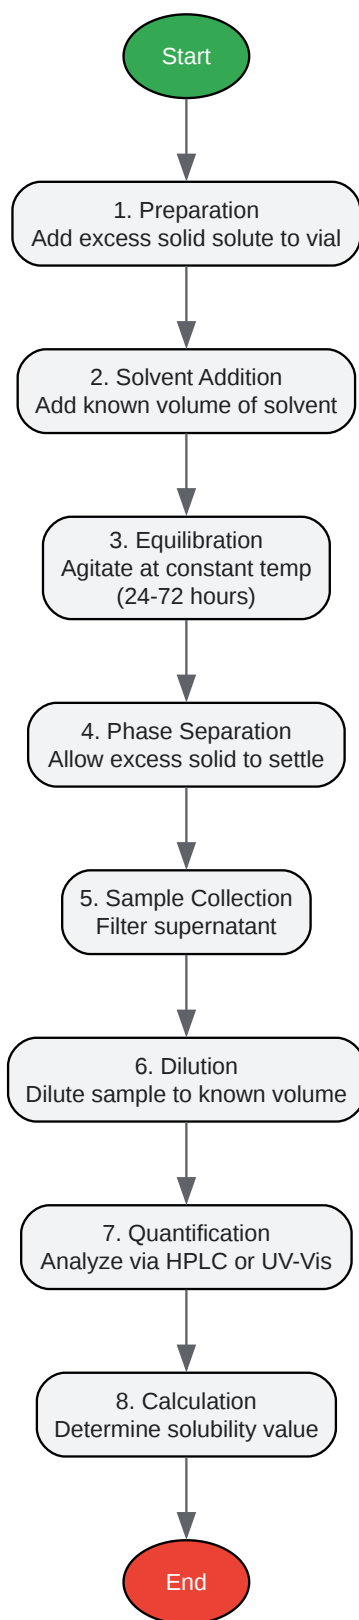 Start
1. Preparation
Add excess solid solute to vial
2. Solvent Addition
Add known volume of solvent
3. Equilibration
Agitate at constant temp
(24-72 hours)
4. Phase Separation
Allow excess solid to settle
5. Sample Collection
Filter supernatant
6. Dilution
Dilute sample to known volume
7. Quantification
Analyze via HPLC or UV-Vis
8. Calculation
Determine solubility value
End